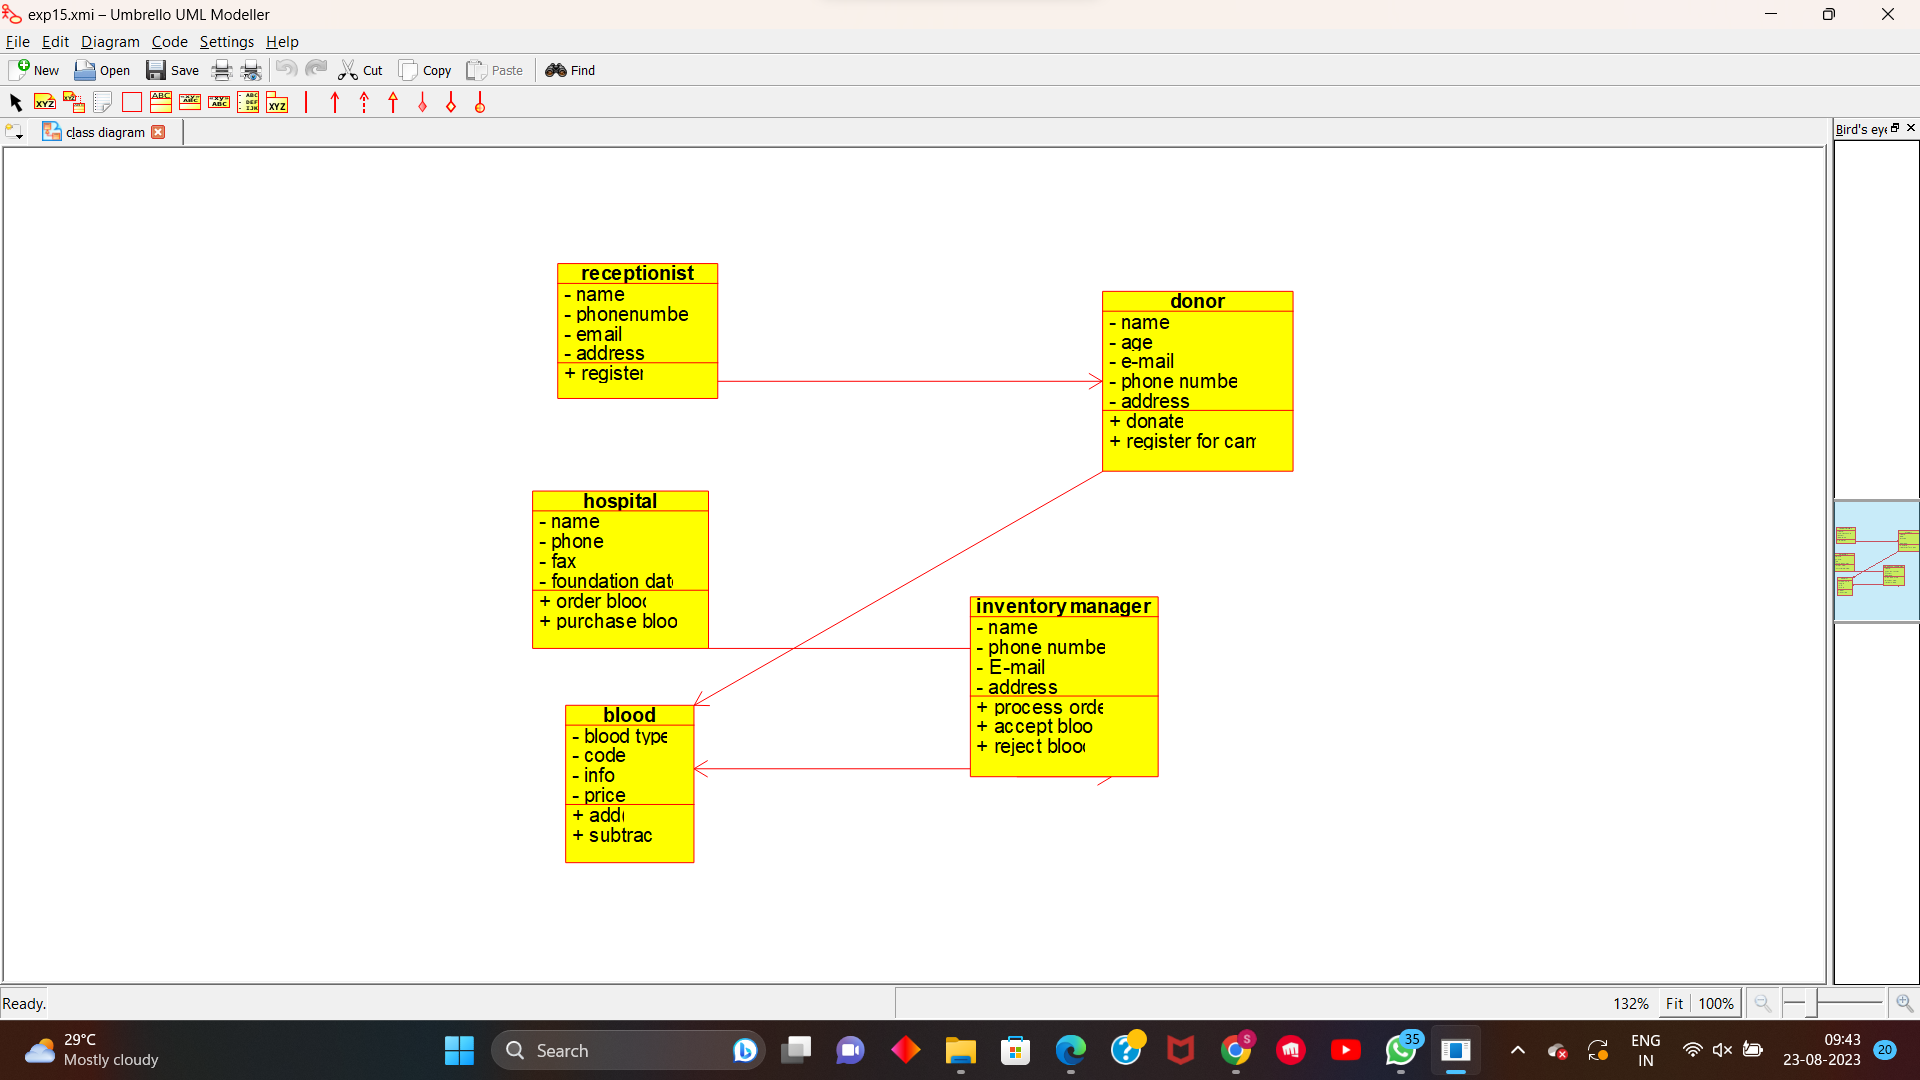 exp15.xmi – Umbrello UML Modeller
File Edit Diagram Code Settings Help
New Open Save Cut Copy Paste Find
class diagram
Bird's eye
receptionist
- name
- phonenumbe
- email
- address
+ register
donor
- name
- age
- e-mail
- phone numbe
- address
+ donate
+ register for cam
hospital
- name
- phone
- fax
- foundation dat
+ order blood
+ purchase bloo
inventory manager
- name
- phone numbe
- E-mail
- address
+ process orde
+ accept bloo
+ reject blood
blood
- blood type
- code
- info
- price
+ add(
+ subtrac
Ready.
132% Fit 100%
29°C
Mostly cloudy
Search
35
ENG
IN
09:43
23-08-2023
20